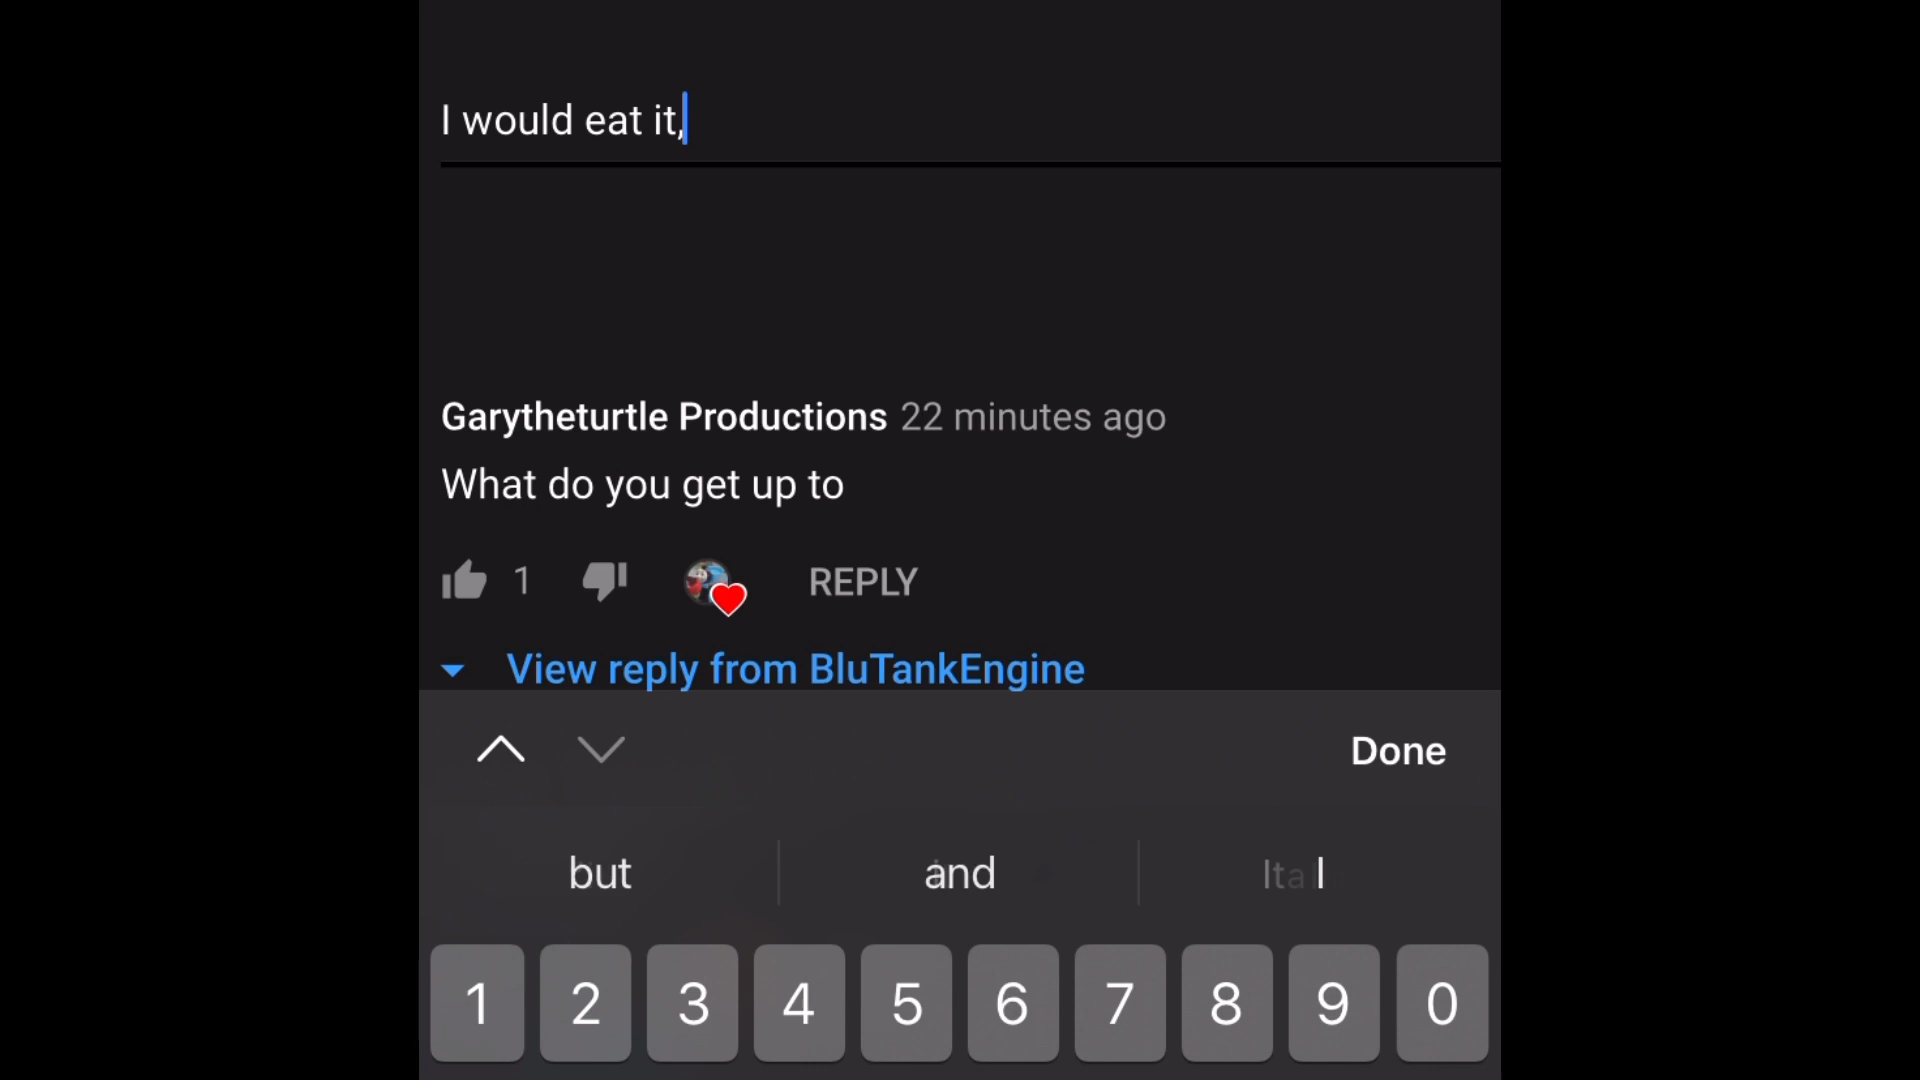 I would eat it,
Garytheturtle Productions 22 minutes ago
What do you get up to
1 REPLY
View reply from BluTankEngine
Done
but and I
1 2 3 4 5 6 7 8 9 0